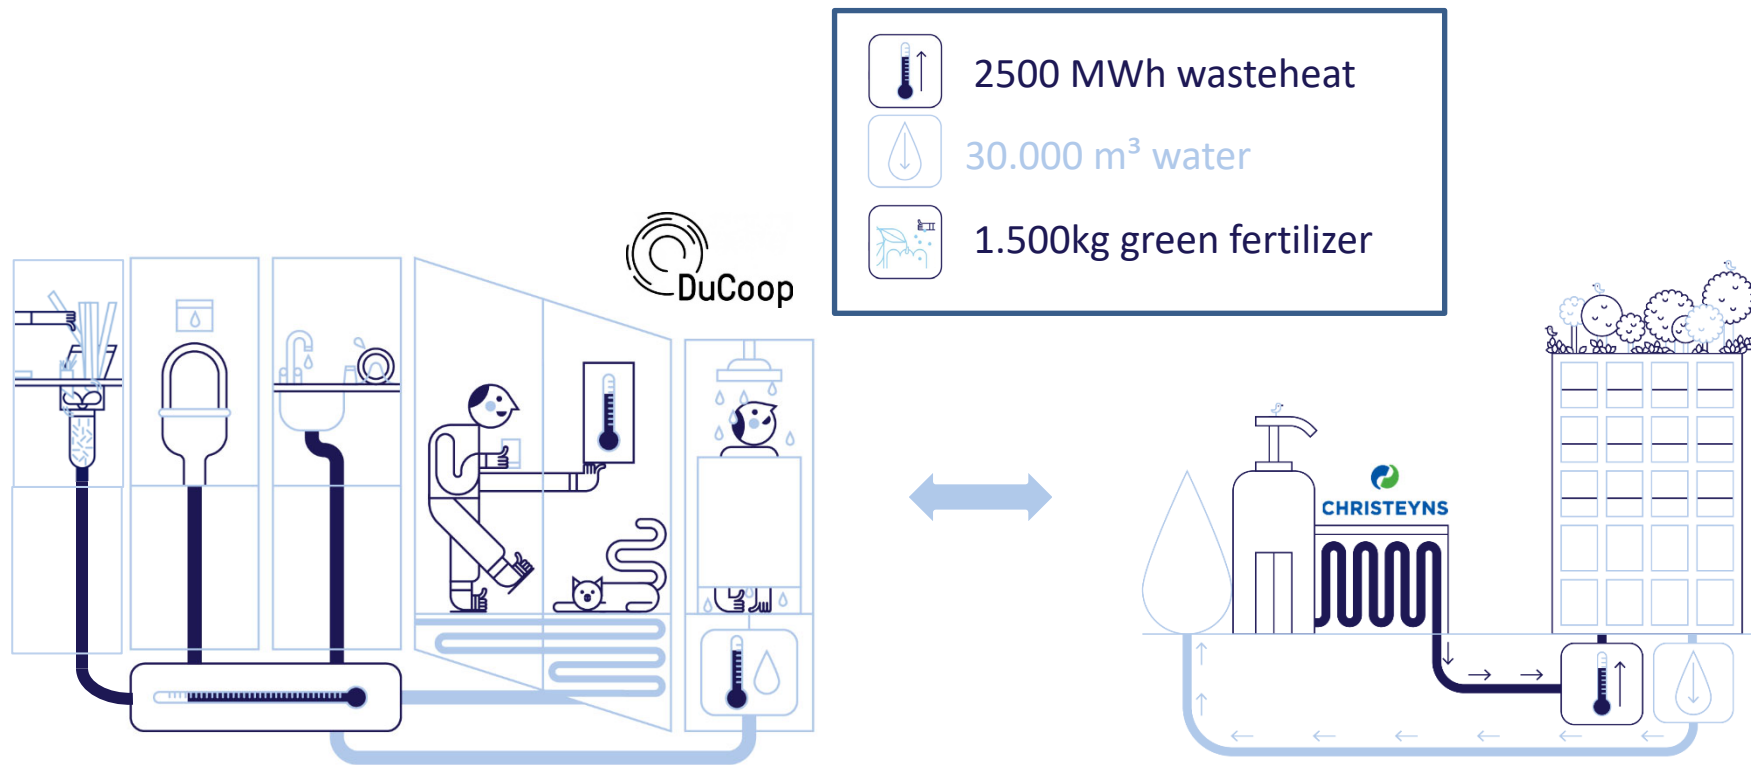 2500 MWh wasteheat
30.000 m³ water
1.500kg green fertilizer
DuCoop
CHRISTEYNS